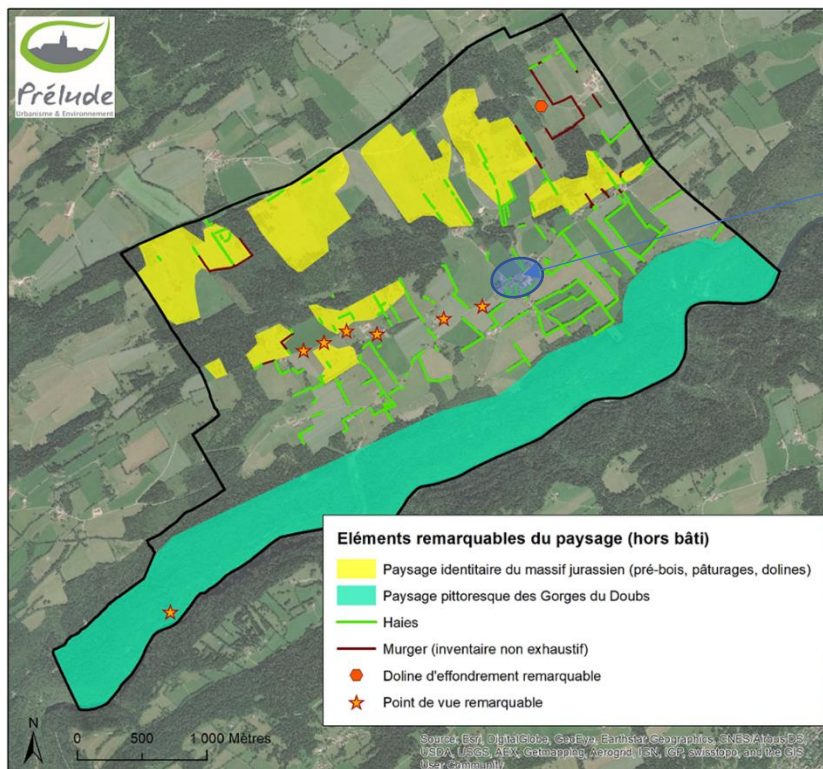 Prélude
Urbanisme & Environnement
Eléments remarquables du paysage (hors bâti)
Paysage identitaire du massif jurassien (pré-bois, pâturages, dolines)
Paysage pittoresque des Gorges du Doubs
Haies
Murger (inventaire non exhaustif)
Doline d'effondrement remarquable
Point de vue remarquable
N
0 500 1 000 Mètres
Source: Esri, DigitalGlobe, GeoEye, Earthstar Geographics, CNES/Airbus DS,
USDA, USGS, AEX, Getmapping, Aerogrid, IGN, IGP, swisstopo, and the GIS
User Community